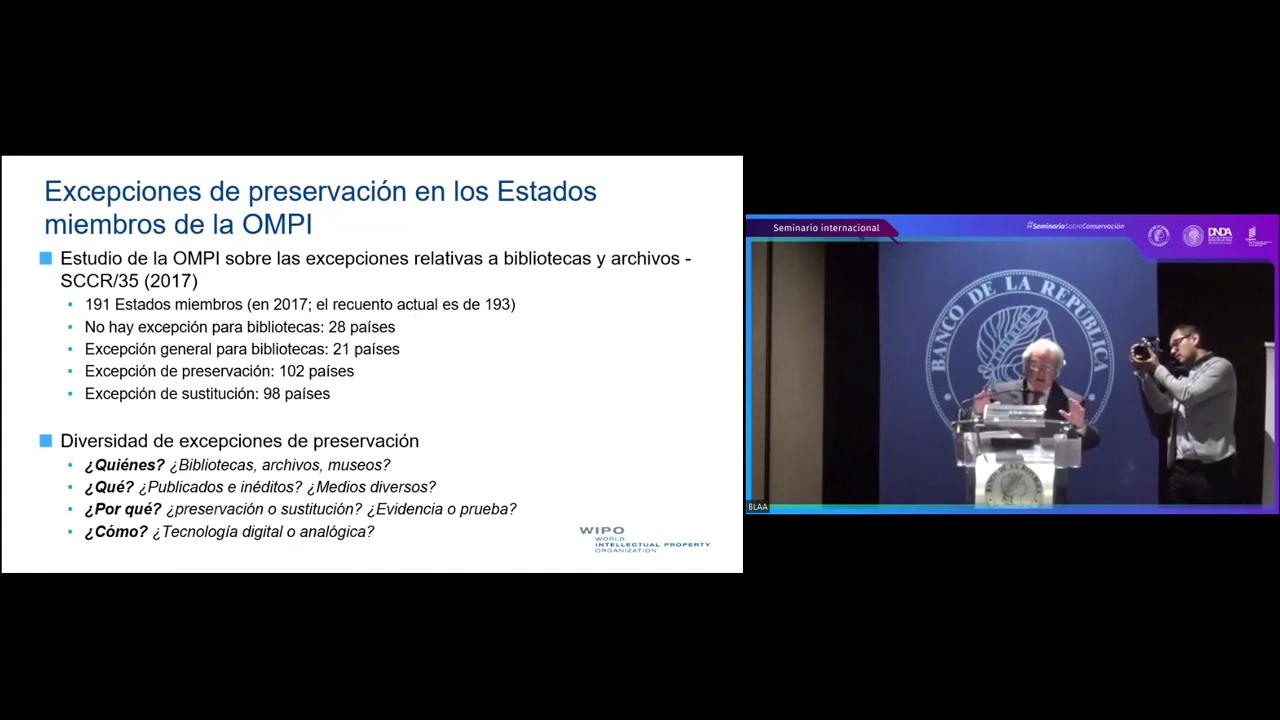 Excepciones de preservación en los Estados
miembros de la OMPI
Estudio de la OMPI sobre las excepciones relativas a bibliotecas y archivos -
SCCR/35 (2017)
• 191 Estados miembros (en 2017; el recuento actual es de 193)
• No hay excepción para bibliotecas: 28 países
• Excepción general para bibliotecas: 21 países
• Excepción de preservación: 102 países
• Excepción de sustitución: 98 países
Diversidad de excepciones de preservación
• ¿Quiénes? ¿Bibliotecas, archivos, museos?
• ¿Qué? ¿Publicados e inéditos? ¿Medios diversos?
• ¿Por qué? ¿preservación o sustitución? ¿Evidencia o prueba?
• ¿Cómo? ¿Tecnología digital o analógica?
WIPO
WORLD
INTELLECTUAL PROPERTY
ORGANIZATION
Seminario internacional
#SeminarioSobreConservación
DNDA
BANCO DE LA REPÚBLICA
BANCO DE LA REPÚBLICA
BLAA